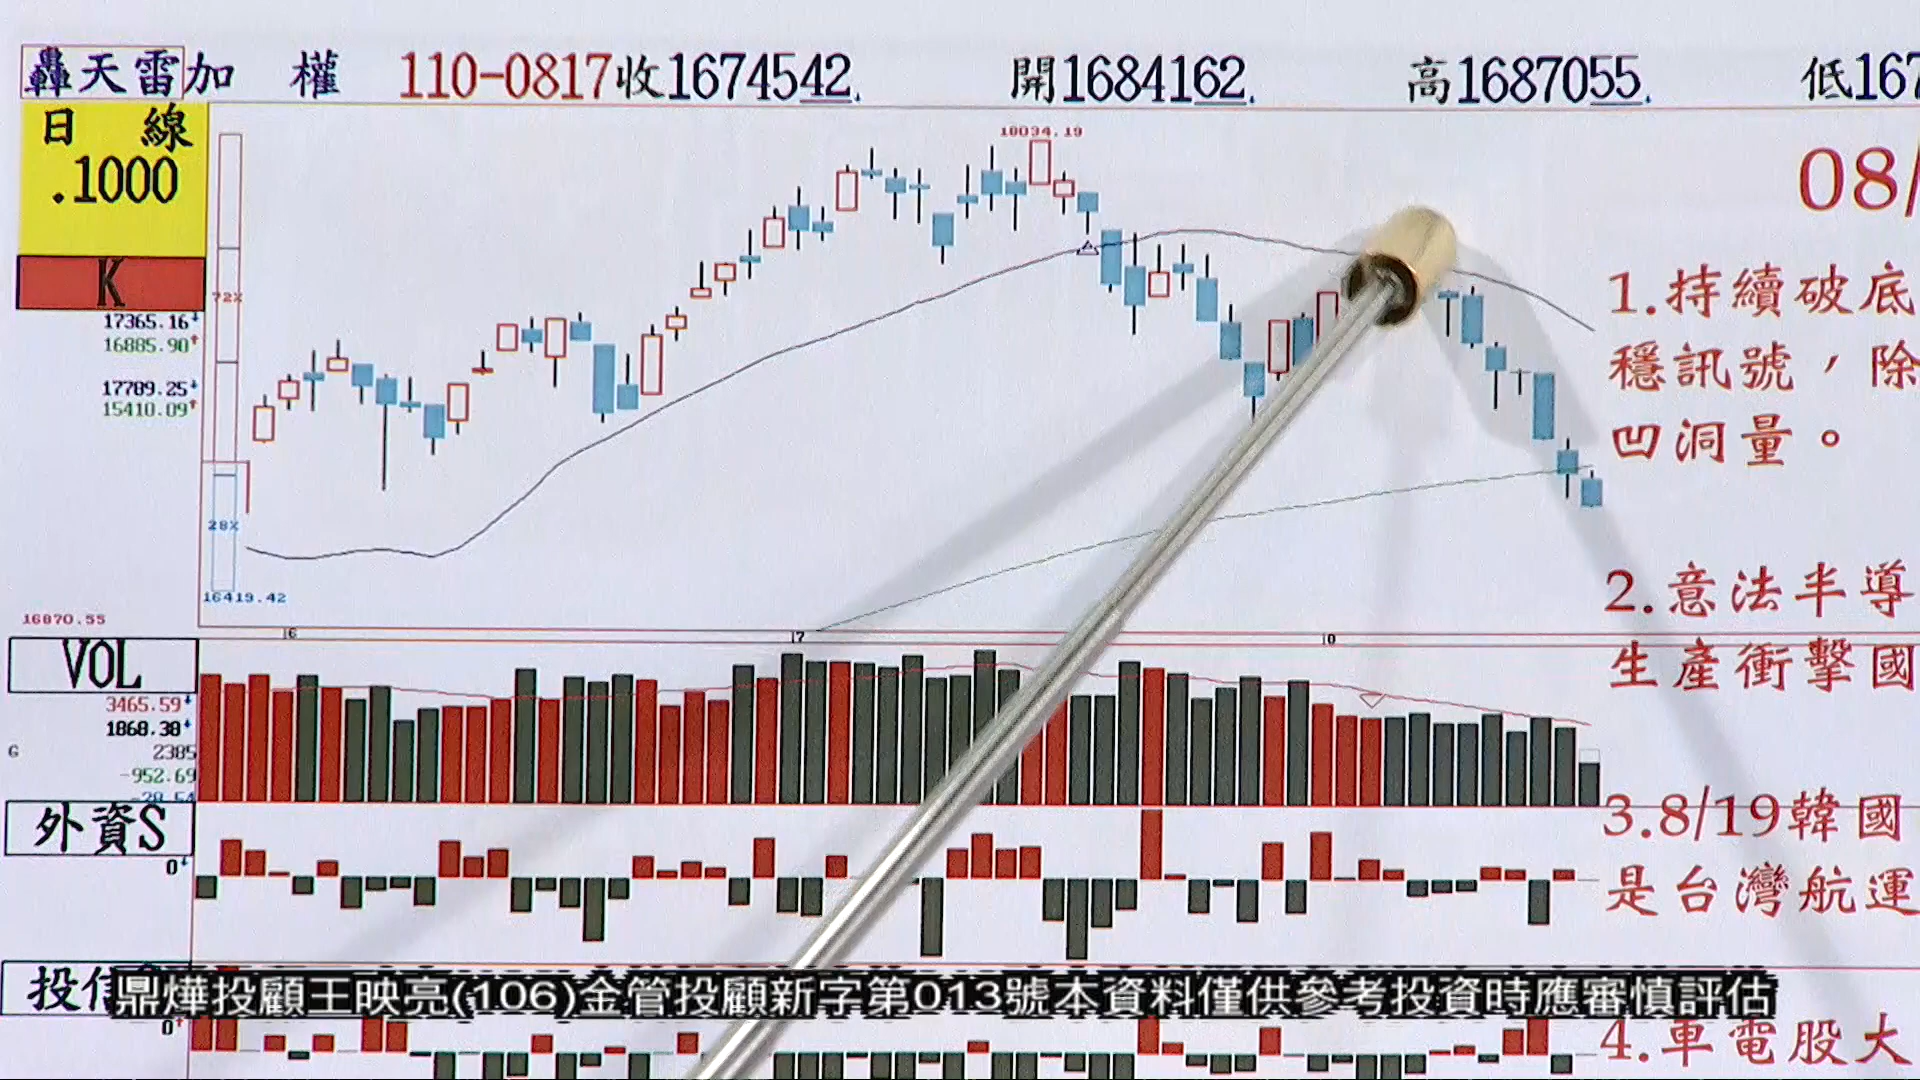 轟天雷加 權 110-0817收1674542. 開1684162. 高1687055. 低167
日 線
.1000
08/
18034.19
K
72%
17365.16↓
16885.90↑
17789.25↓
15410.09↑
1.持續破底
穩訊號，除
凹洞量。
28%
16419.42
16870.55
16 17 18
2.意法半導
生產衝擊國
VOL
3465.59↓
1868.38↓
G 2385
-952.69
-28.54
3.8/19韓國
是台灣航運
外資S
0↓
投信
鼎燁投顧王映亮(106)金管投顧新字第013號本資料僅供參考投資時應審慎評估
0↑
4.車電股大